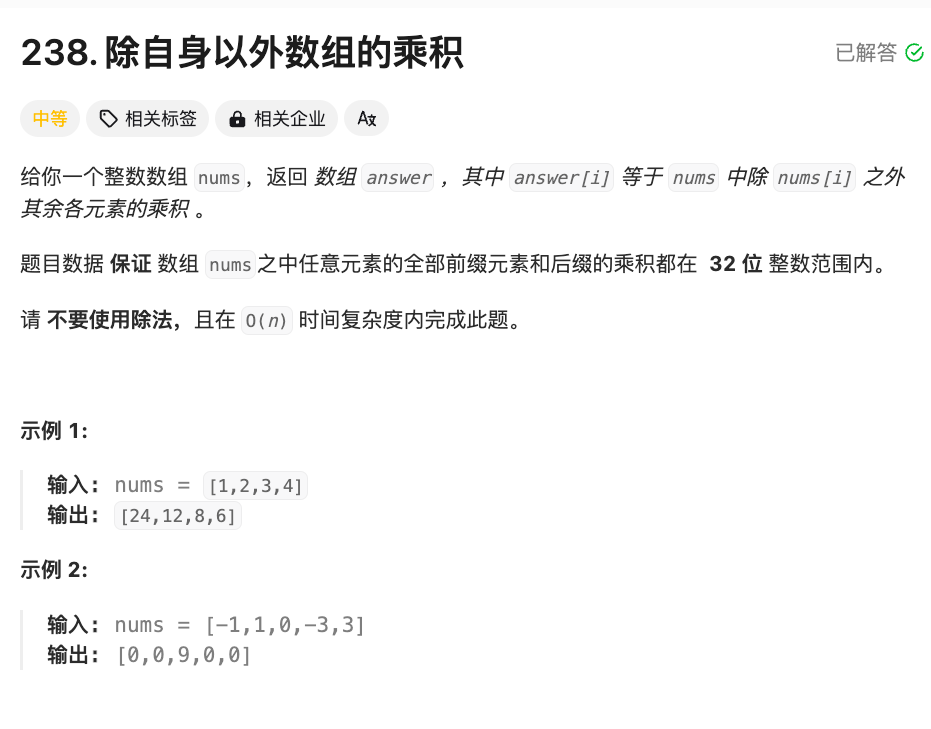 238. 除自身以外数组的乘积
已解答
中等 相关标签 相关企业 Ax
给你一个整数数组 nums，返回 数组 answer ，其中 answer[i] 等于 nums 中除 nums[i] 之外
其余各元素的乘积 。
题目数据 保证 数组 nums之中任意元素的全部前缀元素和后缀的乘积都在 32 位 整数范围内。
请 不要使用除法，且在 O(n) 时间复杂度内完成此题。
示例 1:
输入: nums = [1,2,3,4]
输出: [24,12,8,6]
示例 2:
输入: nums = [-1,1,0,-3,3]
输出: [0,0,9,0,0]